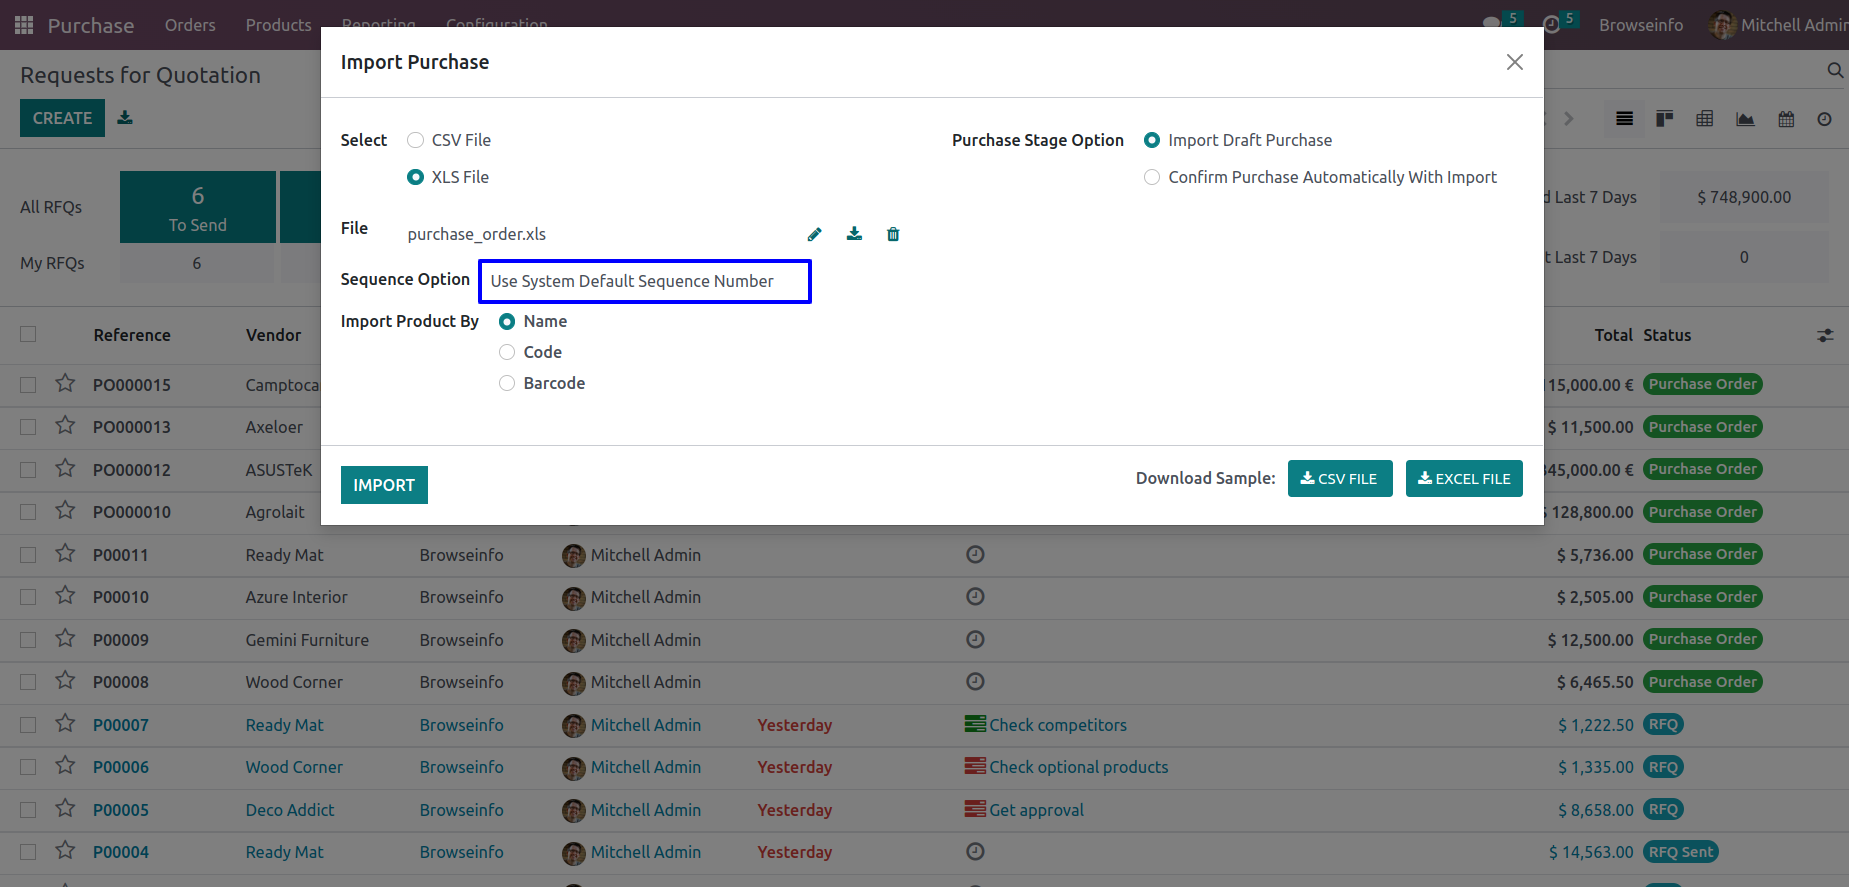 Purchase Orders Products Reporting Configuration 5 5 Browseinfo Mitchell Admin
Requests for Quotation
CREATE
Import Purchase
Select CSV File
XLS File
Purchase Stage Option Import Draft Purchase
Confirm Purchase Automatically With Import
File purchase_order.xls
Sequence Option Use System Default Sequence Number
Import Product By Name
Code
Barcode
IMPORT Download Sample: CSV FILE EXCEL FILE
All RFQs 6 To Send
My RFQs 6
Last 7 Days $ 748,900.00
Last 7 Days 0
Reference Vendor Total Status
PO000015 Camptoca 15,000.00 € Purchase Order
PO000013 Axeloer $ 11,500.00 Purchase Order
PO000012 ASUSTeK 45,000.00 € Purchase Order
PO000010 Agrolait 128,800.00 Purchase Order
P00011 Ready Mat Browseinfo Mitchell Admin $ 5,736.00 Purchase Order
P00010 Azure Interior Browseinfo Mitchell Admin $ 2,505.00 Purchase Order
P00009 Gemini Furniture Browseinfo Mitchell Admin $ 12,500.00 Purchase Order
P00008 Wood Corner Browseinfo Mitchell Admin $ 6,465.50 Purchase Order
P00007 Ready Mat Browseinfo Mitchell Admin Yesterday Check competitors $ 1,222.50 RFQ
P00006 Wood Corner Browseinfo Mitchell Admin Yesterday Check optional products $ 1,335.00 RFQ
P00005 Deco Addict Browseinfo Mitchell Admin Yesterday Get approval $ 8,658.00 RFQ
P00004 Ready Mat Browseinfo Mitchell Admin Yesterday $ 14,563.00 RFQ Sent